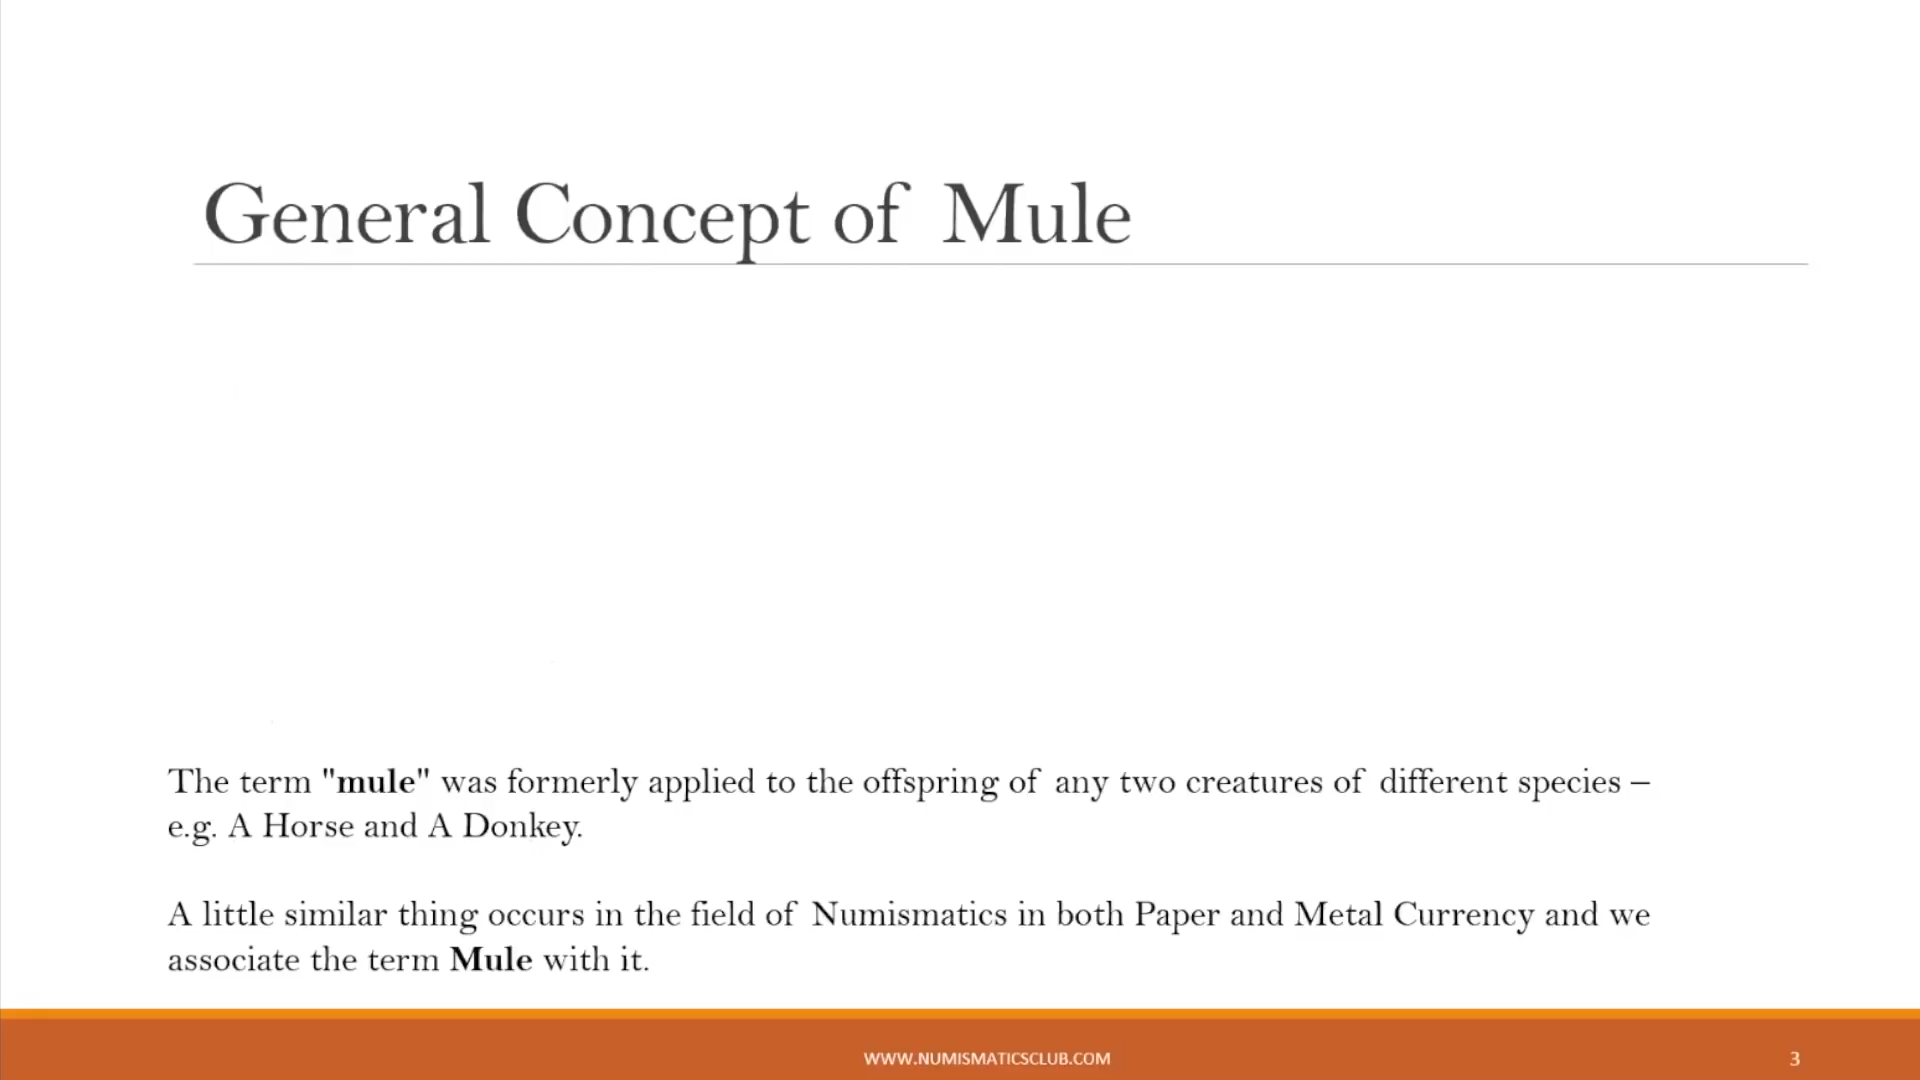 General Concept of Mule
The term "mule" was formerly applied to the offspring of any two creatures of different species –
e.g. A Horse and A Donkey.
A little similar thing occurs in the field of Numismatics in both Paper and Metal Currency and we
associate the term Mule with it.
WWW.NUMISMATICSCLUB.COM
3